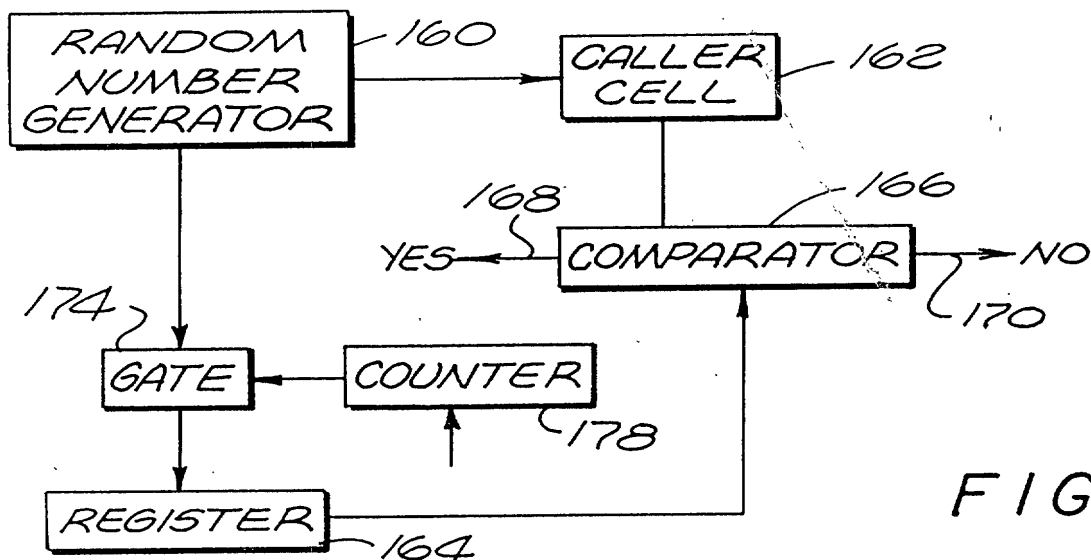 RANDOM
NUMBER
GENERATOR
160
CALLER
CELL
162
166
168
YES
COMPARATOR
NO
170
174
GATE
COUNTER
178
REGISTER
164
FIG